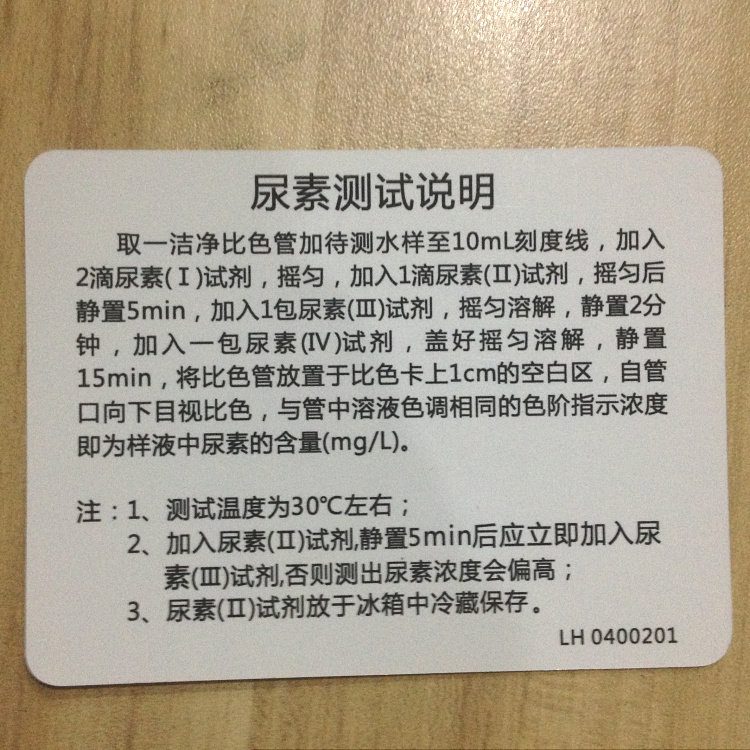 尿素测试说明
取一洁净比色管加待测水样至10mL刻度线，加入
2滴尿素(Ⅰ)试剂，摇匀，加入1滴尿素(Ⅱ)试剂，摇匀后
静置5min，加入1包尿素(Ⅲ)试剂，摇匀溶解，静置2分
钟，加入一包尿素(Ⅳ)试剂，盖好摇匀溶解，静置
15min，将比色管放置于比色卡上1cm的空白区，自管
口向下目视比色，与管中溶液色调相同的色阶指示浓度
即为样液中尿素的含量(mg/L)。
注：1、测试温度为30℃左右；
2、加入尿素(Ⅱ)试剂,静置5min后应立即加入尿
素(Ⅲ)试剂,否则测出尿素浓度会偏高；
3、尿素(Ⅱ)试剂放于冰箱中冷藏保存。
LH 0400201